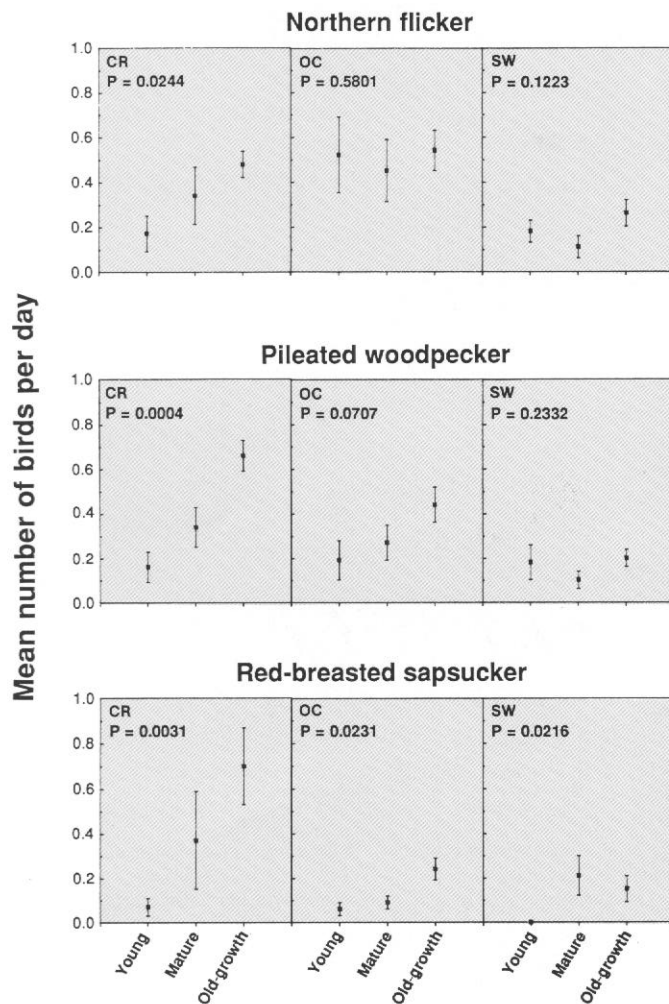 Northern flicker
CR
P = 0.0244
OC
P = 0.5801
SW
P = 0.1223
1.0
0.8
0.6
0.4
0.2
0.0
Mean number of birds per day
Pileated woodpecker
CR
P = 0.0004
OC
P = 0.0707
SW
P = 0.2332
1.0
0.8
0.6
0.4
0.2
0.0
Red-breasted sapsucker
CR
P = 0.0031
OC
P = 0.0231
SW
P = 0.0216
1.0
0.8
0.6
0.4
0.2
0.0
Young
Mature
Old-growth
Young
Mature
Old-growth
Young
Mature
Old-growth